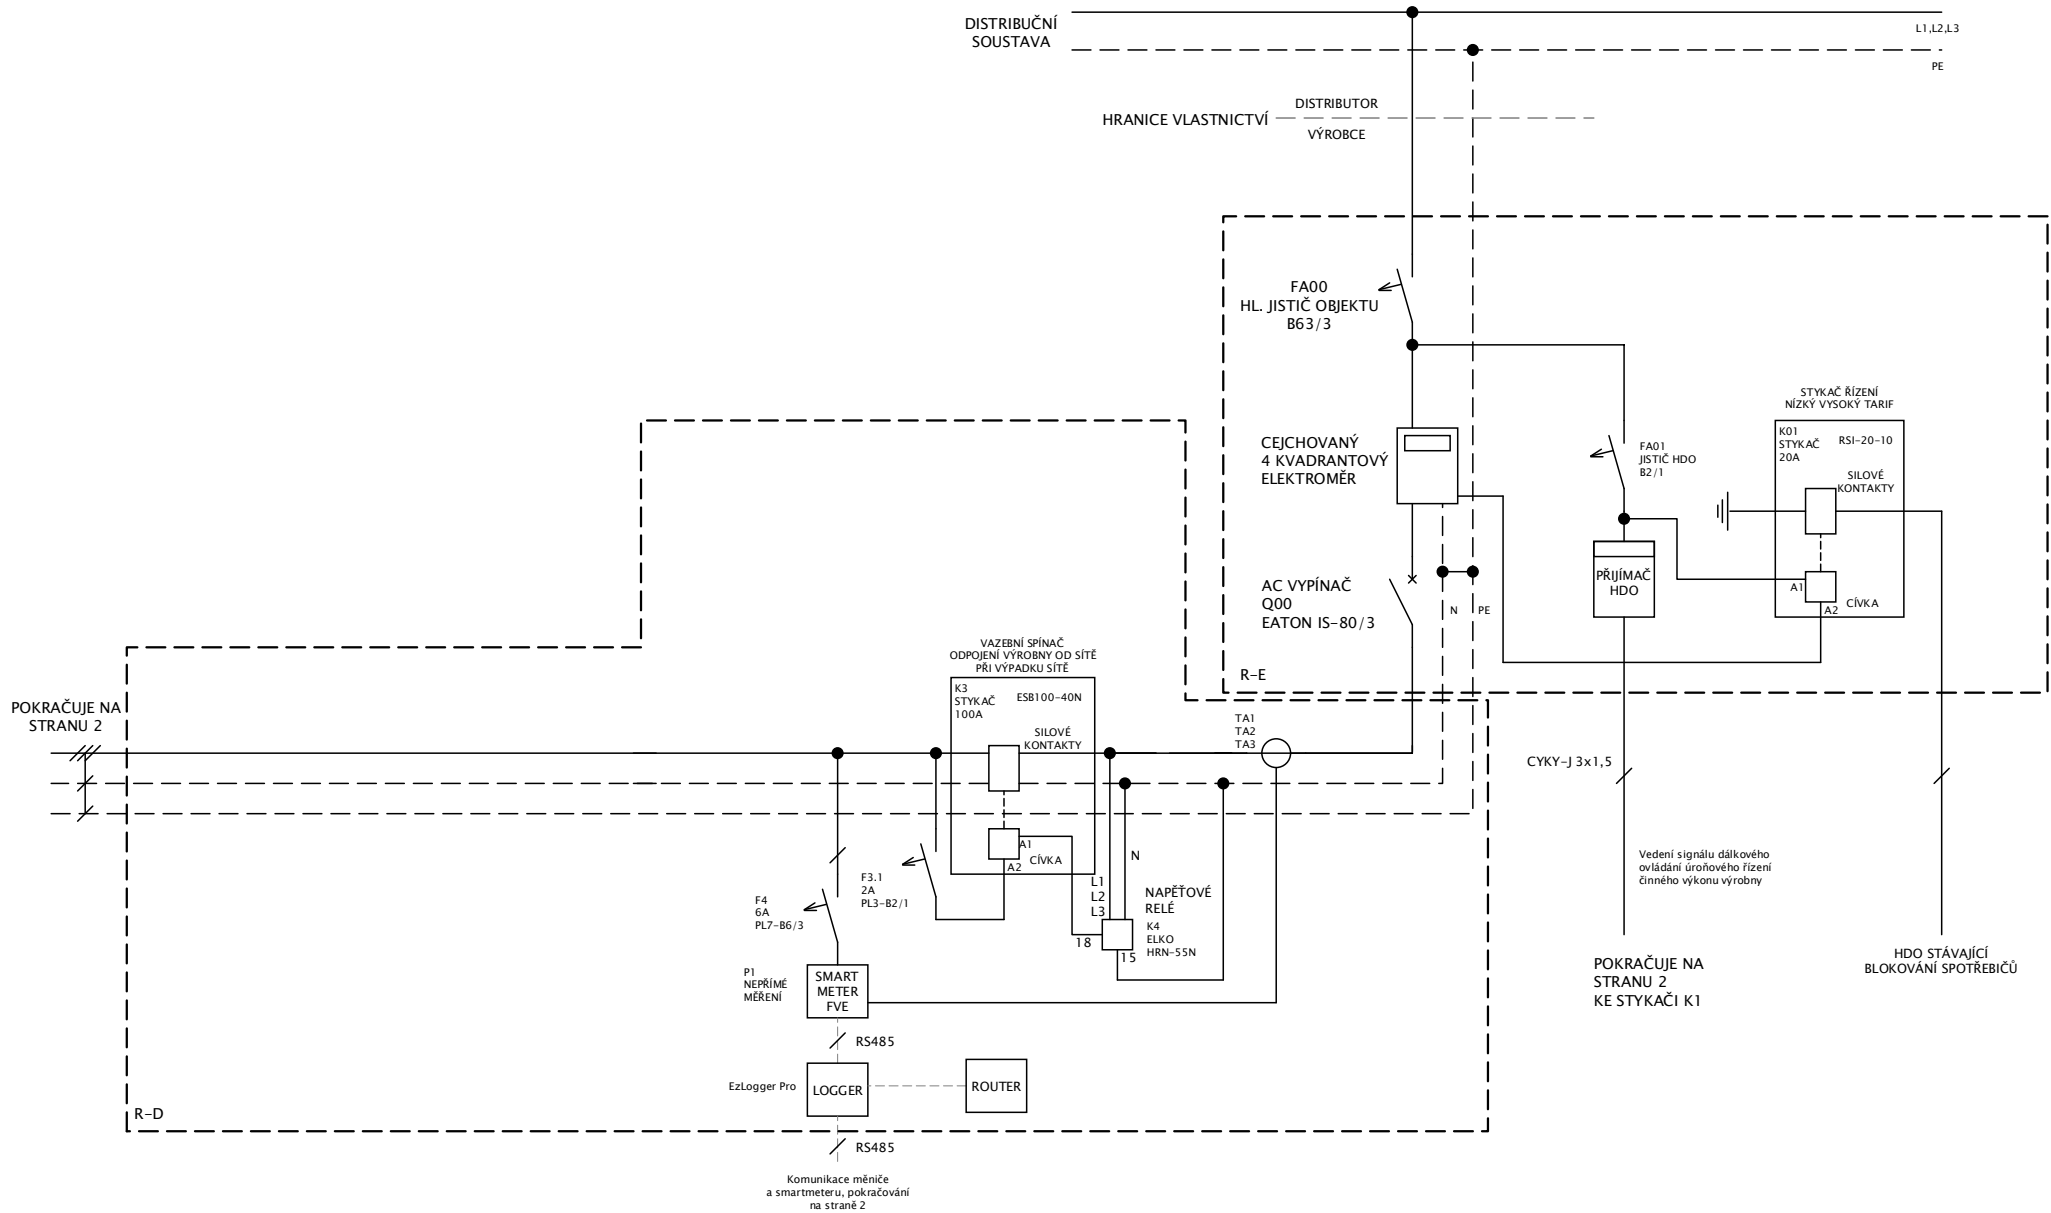 DISTRIBUČNÍ
SOUSTAVA
L1,L2,L3
PE
DISTRIBUTOR
HRANICE VLASTNICTVÍ
VÝROBCE
FA00
HL. JISTIČ OBJEKTU
B63/3
CEJCHOVANÝ
4 KVADRANTOVÝ
ELEKTROMĚR
FA01
JISTIČ HDO
B2/1
STYKAČ ŘÍZENÍ
NÍZKÝ VYSOKÝ TARIF
K01
STYKAČ
20A
RSI-20-10
SILOVÉ
KONTAKTY
PŘIJÍMAČ
HDO
A1
A2
CÍVKA
AC VYPÍNAČ
Q00
EATON IS-80/3
N
PE
R-E
VAZEBNÍ SPÍNAČ
ODPOJENÍ VÝROBNY OD SÍTĚ
PŘI VÝPADKU SÍTĚ
K3
STYKAČ
100A
ESB100-40N
SILOVÉ
KONTAKTY
POKRAČUJE NA
STRANU 2
TA1
TA2
TA3
CYKY-J 3x1,5
A1
A2
CÍVKA
N
L1
L2
L3
NAPĚŤOVÉ
RELÉ
K4
ELKO
HRN-55N
18
15
F3.1
2A
PL3-B2/1
F4
6A
PL7-B6/3
Vedení signálu dálkového
ovládání úroňového řízení
činného výkonu výrobny
P1
NEPŘÍMÉ
MĚŘENÍ
SMART
METER
FVE
POKRAČUJE NA
STRANU 2
KE STYKAČI K1
HDO STÁVAJÍCÍ
BLOKOVÁNÍ SPOTŘEBIČŮ
RS485
EzLogger Pro
LOGGER
ROUTER
R-D
RS485
Komunikace měniče
a smartmeteru, pokračování
na straně 2